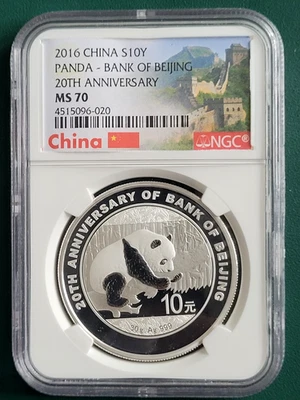 2016 CHINA S10Y
PANDA - BANK OF BEIJING
20TH ANNIVERSARY
MS 70
4515096-020
China
NGC®
20TH ANNIVERSARY OF BANK OF BEIJING
10元
30g Ag.999